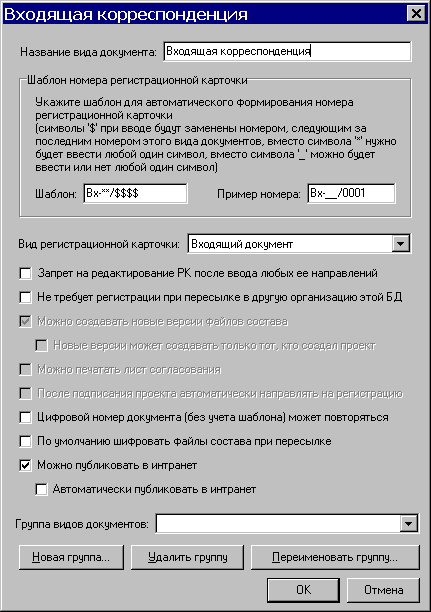 Входящая корреспонденция
Название вида документа: Входящая корреспонденция
Шаблон номера регистрационной карточки
Укажите шаблон для автоматического формирования номера
регистрационной карточки
(символы '$' при вводе будут заменены номером, следующим за
последним номером этого вида документов, вместо символа '*' нужно
будет ввести любой один символ, вместо символа '_' можно будет
ввести или нет любой один символ)
Шаблон: Вх-**/$$$$ Пример номера: Вх-__/0001
Вид регистрационной карточки: Входящий документ
Запрет на редактирование РК после ввода любых ее направлений
Не требует регистрации при пересылке в другую организацию этой БД
Можно создавать новые версии файлов состава
Новые версии может создавать только тот, кто создал проект
Можно печатать лист согласования
После подписания проекта автоматически направлять на регистрацию
Цифровой номер документа (без учета шаблона) может повторяться
По умолчанию шифровать файлы состава при пересылке
Можно публиковать в интранет
Автоматически публиковать в интранет
Группа видов документов:
Новая группа... Удалить группу Переименовать группу...
OK Отмена